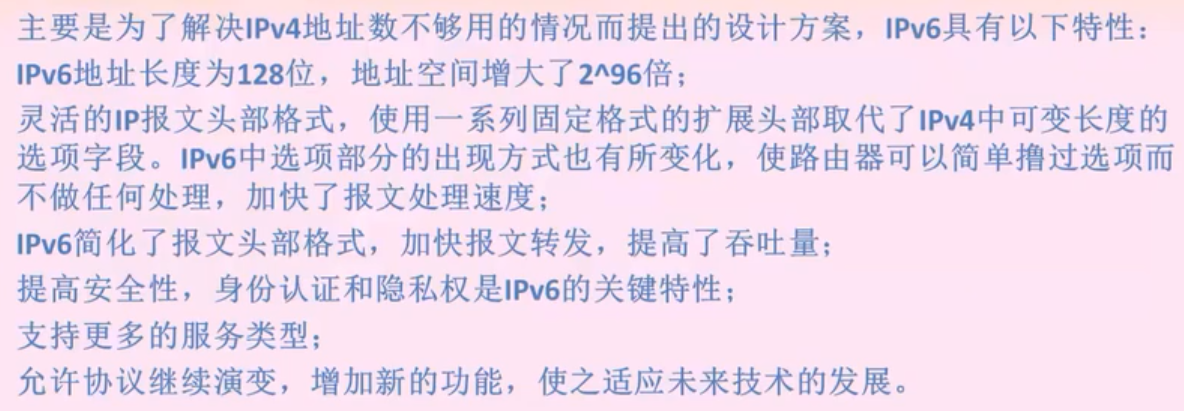 主要是为了解决IPv4地址数不够用的情况而提出的设计方案，IPv6具有以下特性：
IPv6地址长度为128位，地址空间增大了2^96倍；
灵活的IP报文头部格式，使用一系列固定格式的扩展头部取代了IPv4中可变长度的
选项字段。IPv6中选项部分的出现方式也有所变化，使路由器可以简单撸过选项而
不做任何处理，加快了报文处理速度；
IPv6简化了报文头部格式，加快报文转发，提高了吞吐量；
提高安全性，身份认证和隐私权是IPv6的关键特性；
支持更多的服务类型；
允许协议继续演变，增加新的功能，使之适应未来技术的发展。